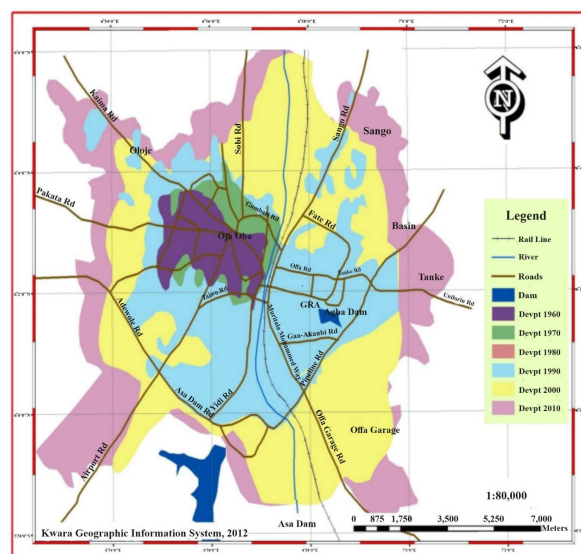 N
Kaima Rd
Sobi Rd
Sango Rd
Sango
Oloje
Pakata Rd
Gambari Rd
Fate Rd
Basin
Oja Oba
Offa Rd
Tanke Rd
Tanke
Unilorin Rd
Taiwo Rd
GRA
Agba Dam
Adewole Rd
Muritala Mohammed Way
Gaa-Akanbi Rd
Pipeline Rd
Asa Dam Rd
Yidi Rd
Offa Garage Rd
Offa Garage
Airport Rd
Asa Dam
Legend
Rail Line
River
Roads
Dam
Devpt 1960
Devpt 1970
Devpt 1980
Devpt 1990
Devpt 2000
Devpt 2010
1:80,000
0 875 1,750 3,500 5,250 7,000
Meters
Kwara Geographic Information System, 2012